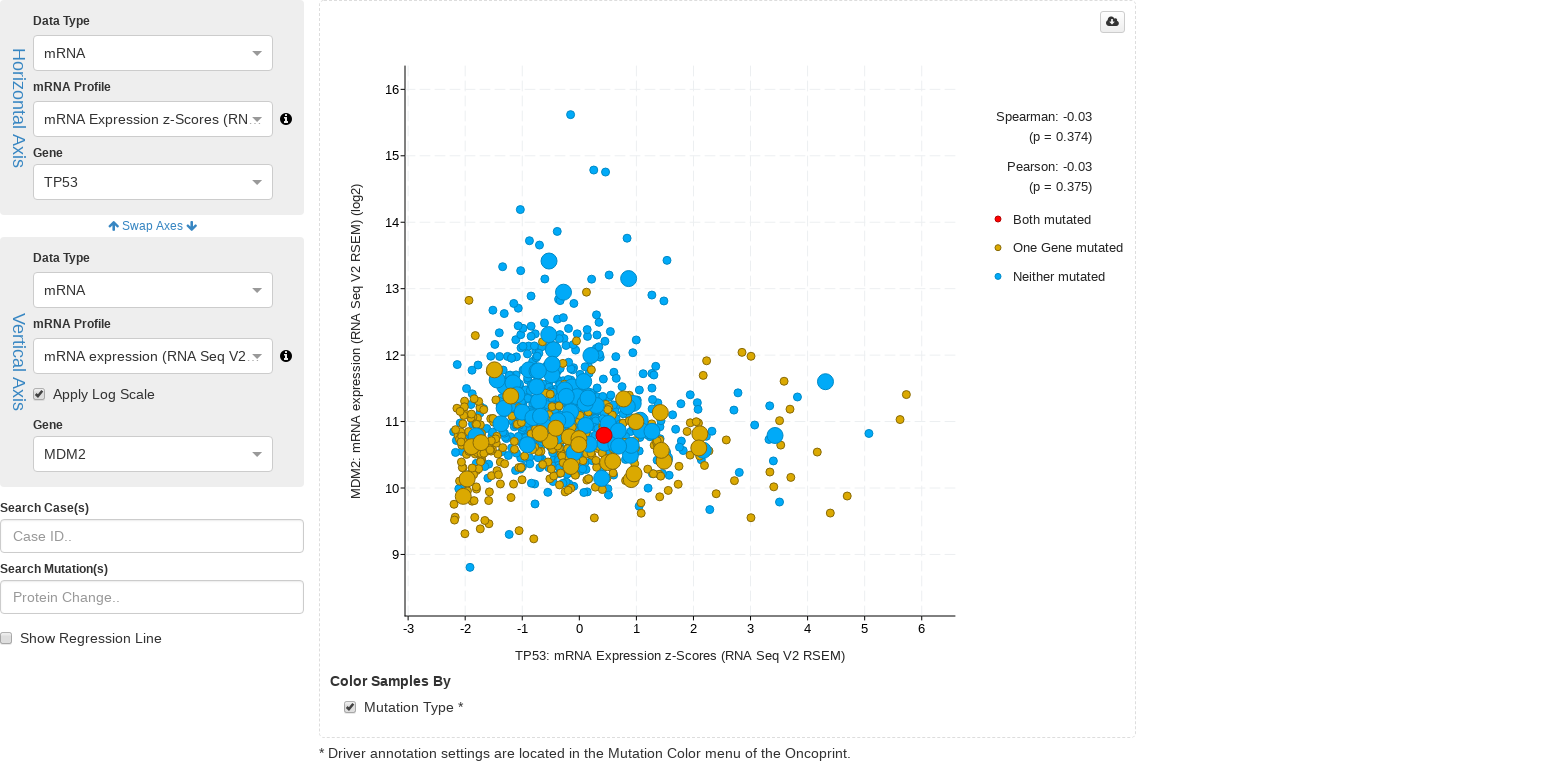 Horizontal Axis
Data Type
mRNA
mRNA Profile
mRNA Expression z-Scores (RN...
Gene
TP53
Swap Axes
Vertical Axis
Data Type
mRNA
mRNA Profile
mRNA expression (RNA Seq V2...
Apply Log Scale
Gene
MDM2
Search Case(s)
Case ID..
Search Mutation(s)
Protein Change..
Show Regression Line
MDM2: mRNA expression (RNA Seq V2 RSEM) (log2)
16
15
14
13
12
11
10
9
-3 -2 -1 0 1 2 3 4 5 6
TP53: mRNA Expression z-Scores (RNA Seq V2 RSEM)
Spearman: -0.03
(p = 0.374)
Pearson: -0.03
(p = 0.375)
Both mutated
One Gene mutated
Neither mutated
Color Samples By
Mutation Type *
* Driver annotation settings are located in the Mutation Color menu of the Oncoprint.